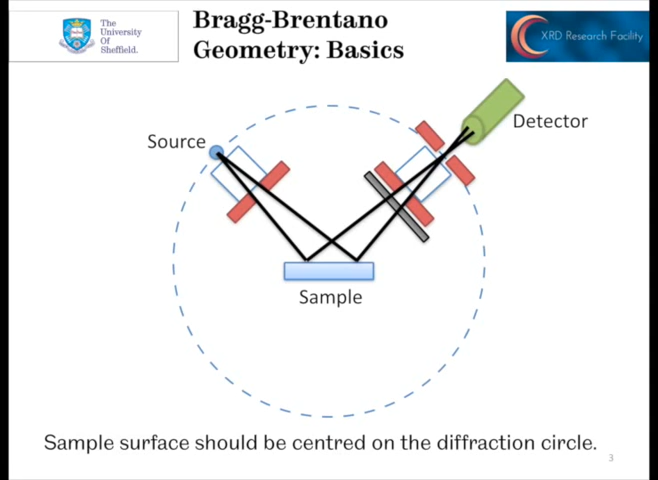 The
University
Of
Sheffield.
Bragg-Brentano
Geometry: Basics
XRD Research Facility
Source
Detector
Sample
Sample surface should be centred on the diffraction circle.
3